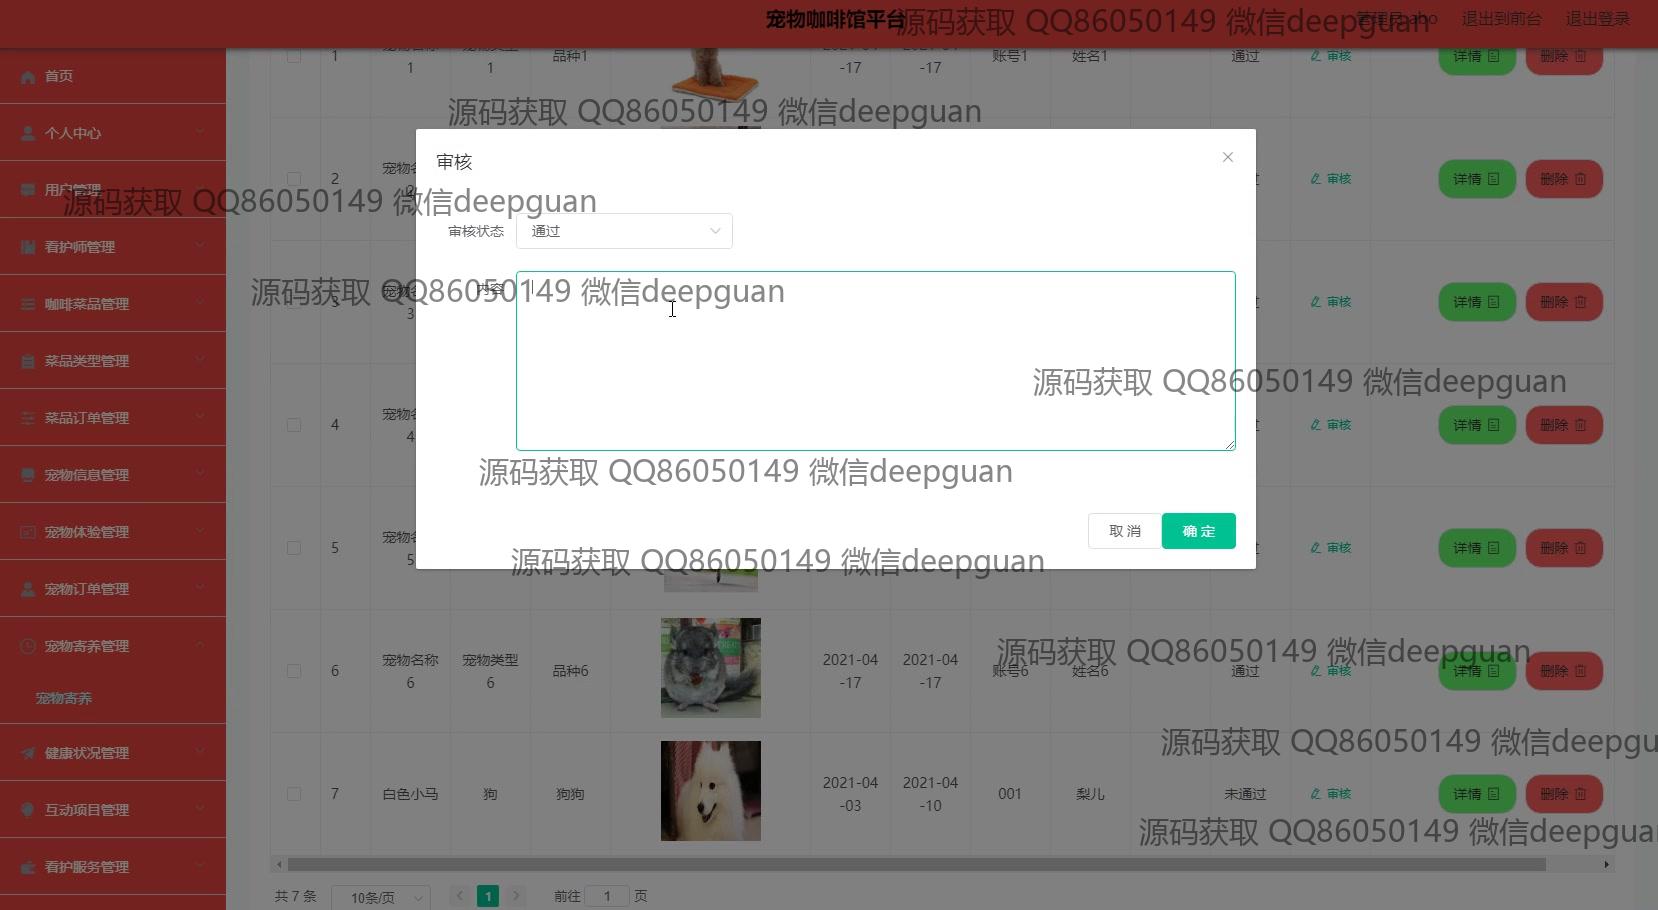 宠物咖啡馆平台
管理员 abo
退出到前台
退出登录
源码获取 QQ86050149 微信deepguan
首页
个人中心
用户管理
看护师管理
咖啡菜品管理
菜品类型管理
菜品订单管理
宠物信息管理
宠物体验管理
宠物订单管理
宠物寄养管理
宠物寄养
健康状况管理
互动项目管理
看护服务管理
1
1
1
品种1
-17
-17
账号1
姓名1
通过
审核
详情
删除
源码获取 QQ86050149 微信deepguan
审核
源码获取 QQ86050149 微信deepguan
审核状态
通过
内容
源码获取 QQ86050149 微信deepguan
源码获取 QQ86050149 微信deepguan
源码获取 QQ86050149 微信deepguan
取消
确定
源码获取 QQ86050149 微信deepguan
2
宠物名
2
审核
详情
删除
3
宠物名
3
审核
详情
删除
4
宠物名
4
审核
详情
删除
5
宠物名
5
审核
详情
删除
6
宠物名称
6
宠物类型
6
品种6
2021-04
-17
2021-04
-17
账号6
姓名6
通过
审核
详情
删除
源码获取 QQ86050149 微信deepguan
源码获取 QQ86050149 微信deepgu
7
白色小马
狗
狗狗
2021-04
-03
2021-04
-10
001
梨儿
未通过
审核
详情
删除
源码获取 QQ86050149 微信deepgua
共 7 条
10条/页
1
前往
1
页